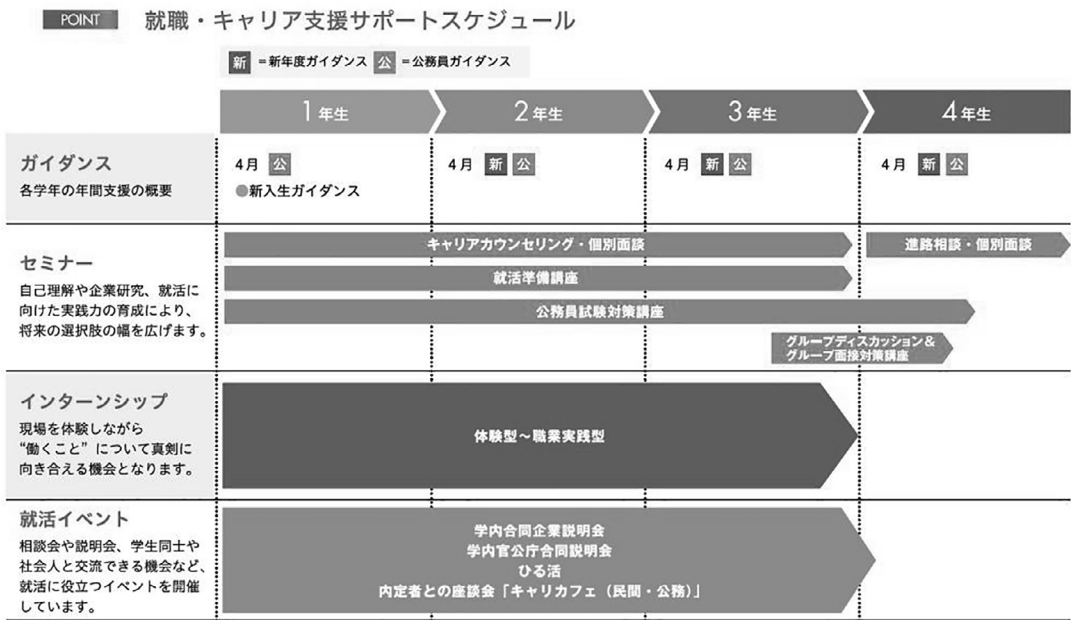 POINT 就職・キャリア支援サポートスケジュール
新 =新年度ガイダンス 公 =公務員ガイダンス
1年生 2年生 3年生 4年生
ガイダンス
各学年の年間支援の概要
4月 公
●新入生ガイダンス
4月 新 公
4月 新 公
4月 新 公
セミナー
自己理解や企業研究、就活に
向けた実践力の育成により、
将来の選択肢の幅を広げます。
キャリアカウンセリング・個別面談
進路相談・個別面談
就活準備講座
公務員試験対策講座
グループディスカッション&
グループ面接対策講座
インターンシップ
現場を体験しながら
“働くこと”について真剣に
向き合える機会となります。
体験型~職業実践型
就活イベント
相談会や説明会、学生同士や
社会人と交流できる機会など、
就活に役立つイベントを開催
しています。
学内合同企業説明会
学内官公庁合同説明会
ひる活
内定者との座談会「キャリカフェ(民間・公務)」